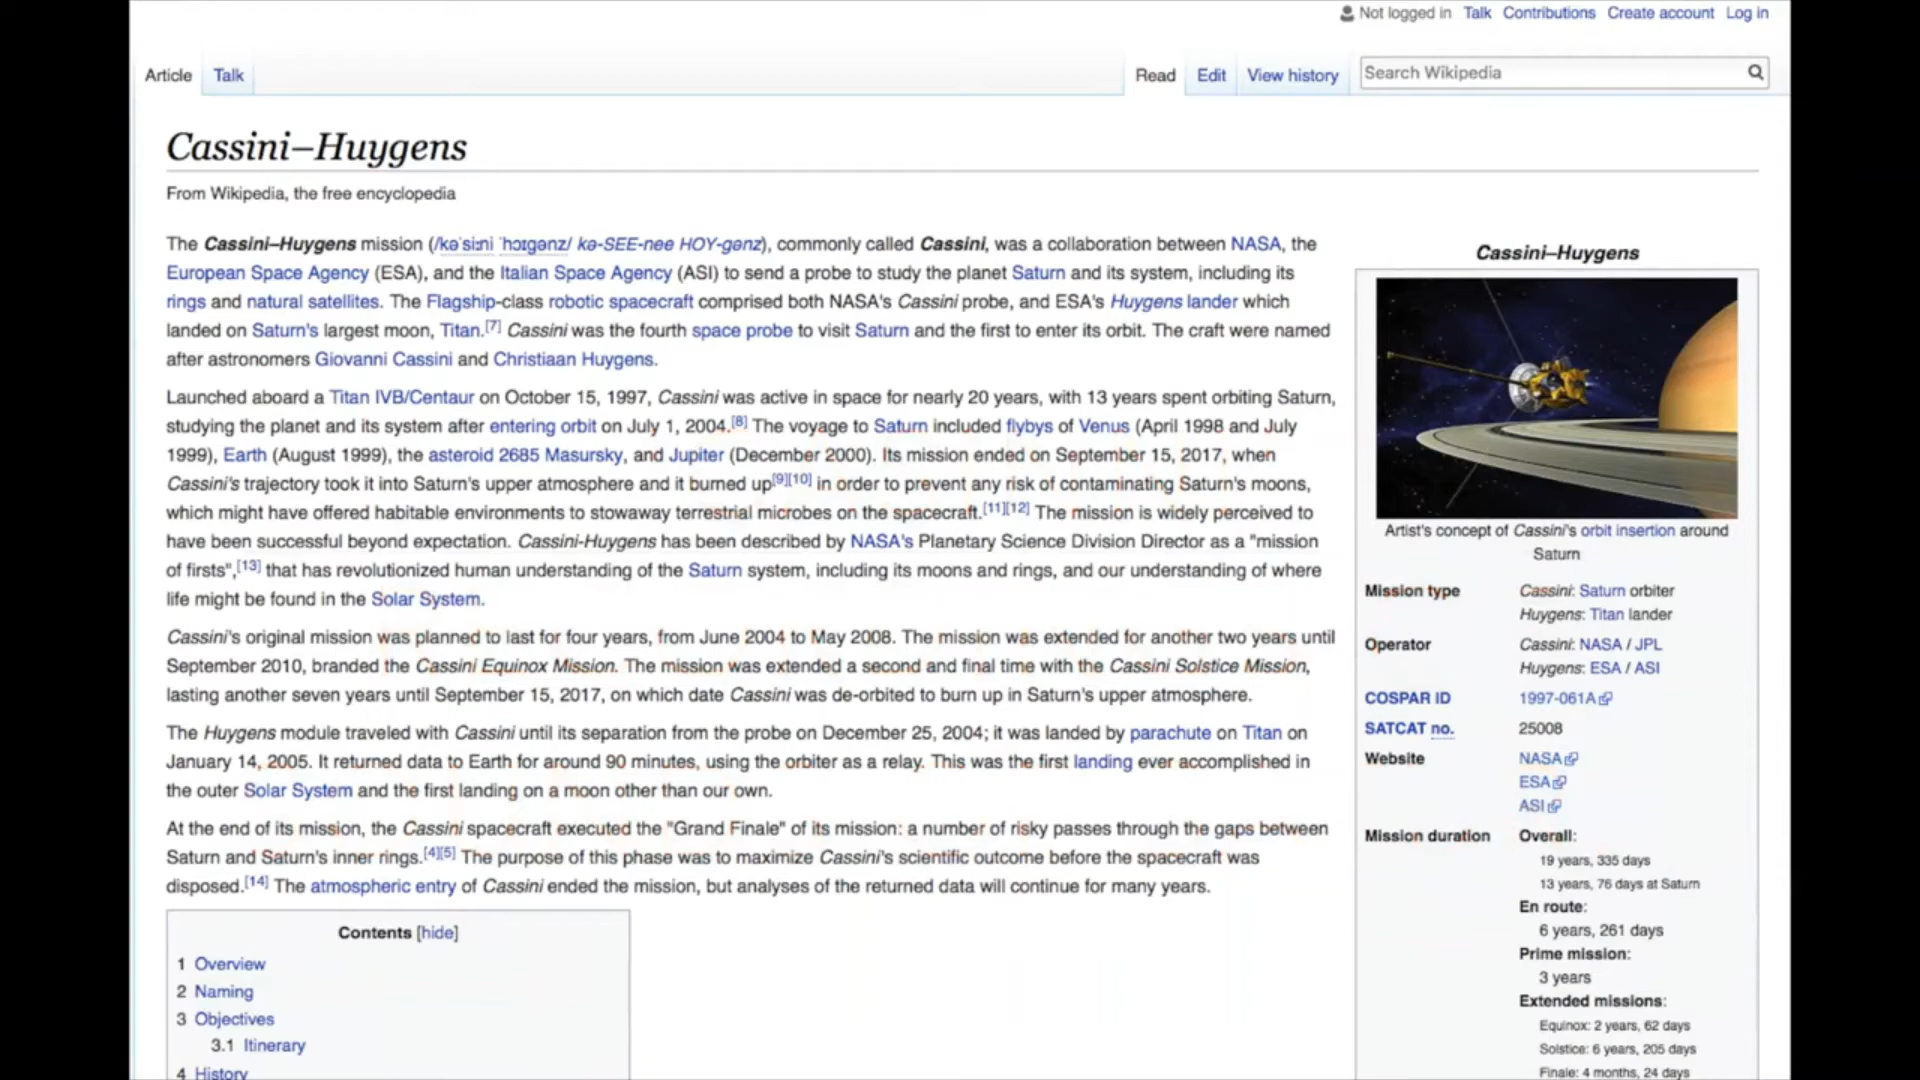 Not logged in Talk Contributions Create account Log in
Article Talk Read Edit View history Search Wikipedia
Cassini–Huygens
From Wikipedia, the free encyclopedia
The Cassini–Huygens mission (/kəˈsiːni ˈhɔɪɡənz/ kə-SEE-nee HOY-gənz), commonly called Cassini, was a collaboration between NASA, the
European Space Agency (ESA), and the Italian Space Agency (ASI) to send a probe to study the planet Saturn and its system, including its
rings and natural satellites. The Flagship-class robotic spacecraft comprised both NASA's Cassini probe, and ESA's Huygens lander which
landed on Saturn's largest moon, Titan.[7] Cassini was the fourth space probe to visit Saturn and the first to enter its orbit. The craft were named
after astronomers Giovanni Cassini and Christiaan Huygens.
Launched aboard a Titan IVB/Centaur on October 15, 1997, Cassini was active in space for nearly 20 years, with 13 years spent orbiting Saturn,
studying the planet and its system after entering orbit on July 1, 2004.[8] The voyage to Saturn included flybys of Venus (April 1998 and July
1999), Earth (August 1999), the asteroid 2685 Masursky, and Jupiter (December 2000). Its mission ended on September 15, 2017, when
Cassini's trajectory took it into Saturn's upper atmosphere and it burned up[9][10] in order to prevent any risk of contaminating Saturn's moons,
which might have offered habitable environments to stowaway terrestrial microbes on the spacecraft.[11][12] The mission is widely perceived to
have been successful beyond expectation. Cassini-Huygens has been described by NASA's Planetary Science Division Director as a "mission
of firsts",[13] that has revolutionized human understanding of the Saturn system, including its moons and rings, and our understanding of where
life might be found in the Solar System.
Cassini's original mission was planned to last for four years, from June 2004 to May 2008. The mission was extended for another two years until
September 2010, branded the Cassini Equinox Mission. The mission was extended a second and final time with the Cassini Solstice Mission,
lasting another seven years until September 15, 2017, on which date Cassini was de-orbited to burn up in Saturn's upper atmosphere.
The Huygens module traveled with Cassini until its separation from the probe on December 25, 2004; it was landed by parachute on Titan on
January 14, 2005. It returned data to Earth for around 90 minutes, using the orbiter as a relay. This was the first landing ever accomplished in
the outer Solar System and the first landing on a moon other than our own.
At the end of its mission, the Cassini spacecraft executed the "Grand Finale" of its mission: a number of risky passes through the gaps between
Saturn and Saturn's inner rings.[4][5] The purpose of this phase was to maximize Cassini's scientific outcome before the spacecraft was
disposed.[14] The atmospheric entry of Cassini ended the mission, but analyses of the returned data will continue for many years.
Contents [hide]
1 Overview
2 Naming
3 Objectives
3.1 Itinerary
4 History
Cassini–Huygens
Artist's concept of Cassini's orbit insertion around
Saturn
Mission type Cassini: Saturn orbiter
Huygens: Titan lander
Operator Cassini: NASA / JPL
Huygens: ESA / ASI
COSPAR ID 1997-061A
SATCAT no. 25008
Website NASA
ESA
ASI
Mission duration Overall:
19 years, 335 days
13 years, 76 days at Saturn
En route:
6 years, 261 days
Prime mission:
3 years
Extended missions:
Equinox: 2 years, 62 days
Solstice: 6 years, 205 days
Finale: 4 months, 24 days